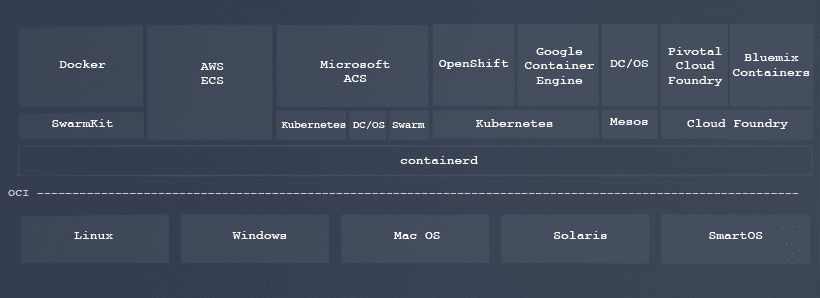 Docker
AWS
ECS
Microsoft
ACS
OpenShift
Google
Container
Engine
DC/OS
Pivotal
Cloud
Foundry
Bluemix
Containers
SwarmKit
Kubernetes
DC/OS
Swarm
Kubernetes
Mesos
Cloud Foundry
containerd
OCI
Linux
Windows
Mac OS
Solaris
SmartOS